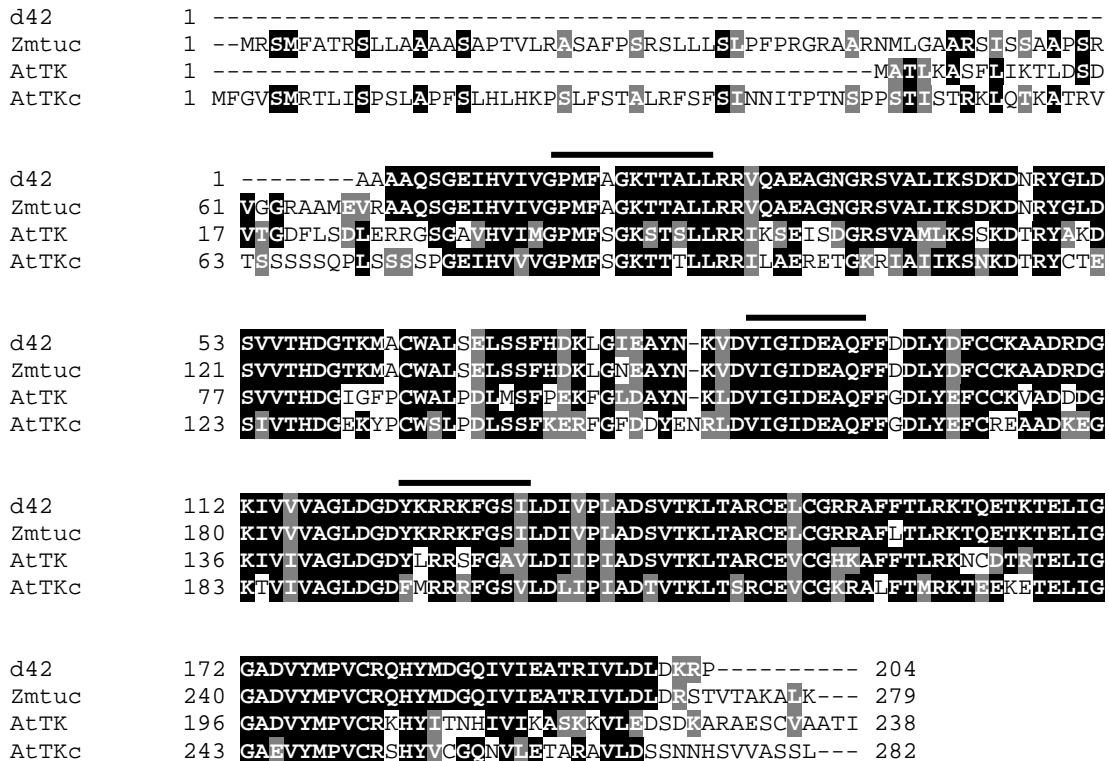 d42 1 --------------------------------------------------------------
Zmtuc 1 --MRSMFATRSLLAAAASAPTVLRASAFPSRSLLLSLPFPRGRAARNMLGAARSISSAAPSR
AtTK 1 ----------------------------------------------MATLKASFLIKTLDSD
AtTKc 1 MFGVSMRTLISPSLAPFSLHLHKPSLFSTALRFSFSINNITPTNSPPSTISTRKLQTKATRV
d42 1 --------AAAAQSGEIHVIVGPMFAGKTTALLRRVQAEAGNGRSVALIKSDKDNRYGLD
Zmtuc 61 VGGRAAMEVRAAQSGEIHVIVGPMFAGKTTALLRRVQAEAGNGRSVALIKSDKDNRYGLD
AtTK 17 VTGDFLSDLERRGSGAVHVIMGPMFSGKSTSLLRRIKSEISDGRSVAMLKSSKDTRYAKD
AtTKc 63 TSSSSSQPLSSSSPGEIHVVVGPMFSGKTTTLLRRILAERETGKRIAIIKSNKDTRYCTE
d42 53 SVVTHDGTKMACWALSELSSFHDKLGIEAYN-KVDVIGIDEAQFFDDLYDFCCKAADRDG
Zmtuc 121 SVVTHDGTKMACWALSELSSFHDKLGNEAYN-KVDVIGIDEAQFFDDLYDFCCKAADRDG
AtTK 77 SVVTHDGIGFPCWALPDLMSFPEKFGLDAYN-KLDVIGIDEAQFFGDLYEFCCKVADDDG
AtTKc 123 SIVTHDGEKYPCWSLPDLSSFKERFGFDDYENRLDVIGIDEAQFFGDLYEFCREAADKEG
d42 112 KIVVVAGLDGDYKRRKFGSILDIVPLADSVTKLTARCELCGRRAFFTLRKTQETKTELIG
Zmtuc 180 KIVVVAGLDGDYKRRKFGSILDIVPLADSVTKLTARCELCGRRAFLTLRKTQETKTELIG
AtTK 136 KIVIVAGLDGDYLRRSFGAVLDIIPIADSVTKLTARCEVCGHKAFFTLRKNCDTRTELIG
AtTKc 183 KTVIVAGLDGDFMRRRFGSVLDLIPIADTVTKLTSRCEVCGKRALFTMRKTEEKETELIG
d42 172 GADVYMPVCRQHYMDGQIVIEATRIVLDLDKRP---------- 204
Zmtuc 240 GADVYMPVCRQHYMDGQIVIEATRIVLDLDRSTVTAKALK--- 279
AtTK 196 GADVYMPVCRKHYITNHIVIKASKKVLEDSDKARAESCVAATI 238
AtTKc 243 GAEVYMPVCRSHYVCGQNVLETARAVLDSSNNHSVVASSL--- 282